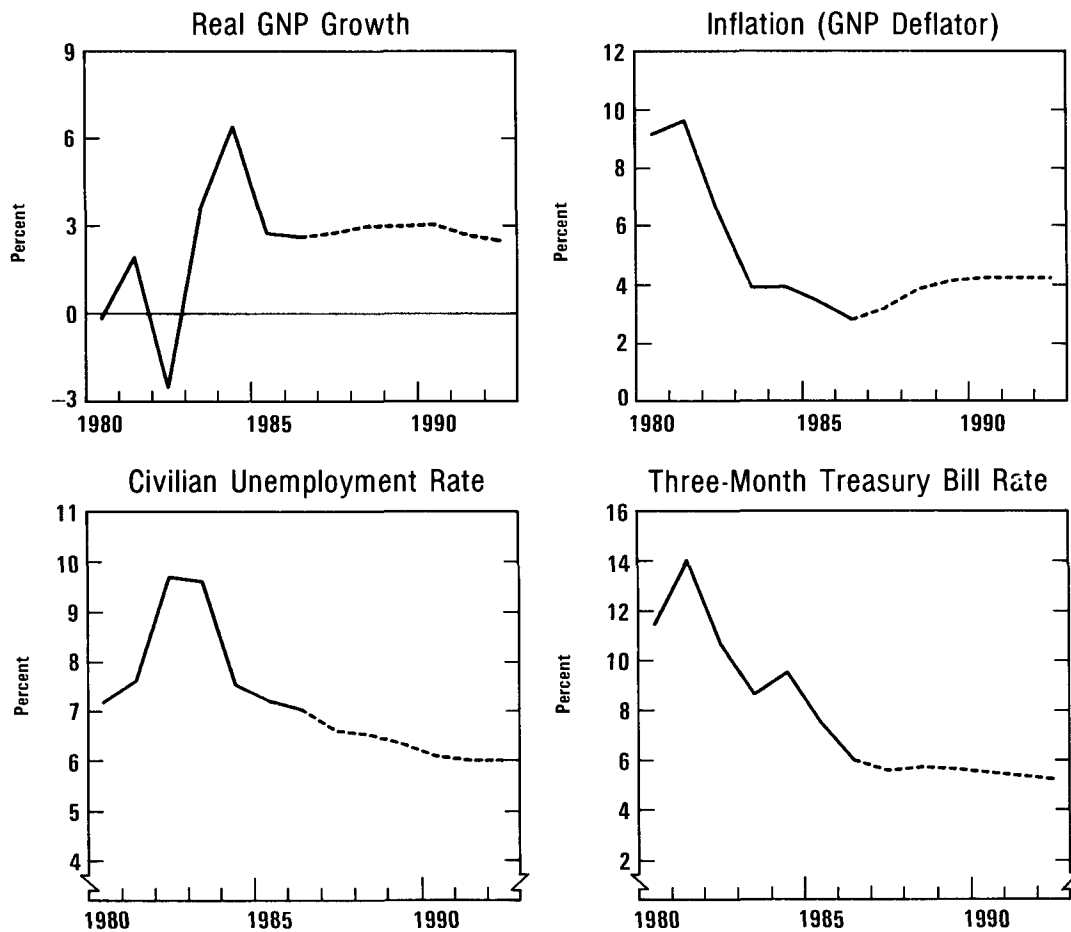 Real GNP Growth
9
6
3
0
−3
Percent
1980 1985 1990
Inflation (GNP Deflator)
12
10
8
6
4
2
0
Percent
1980 1985 1990
Civilian Unemployment Rate
11
10
9
8
7
6
5
4
Percent
1980 1985 1990
Three-Month Treasury Bill Rate
16
14
12
10
8
6
4
2
Percent
1980 1985 1990